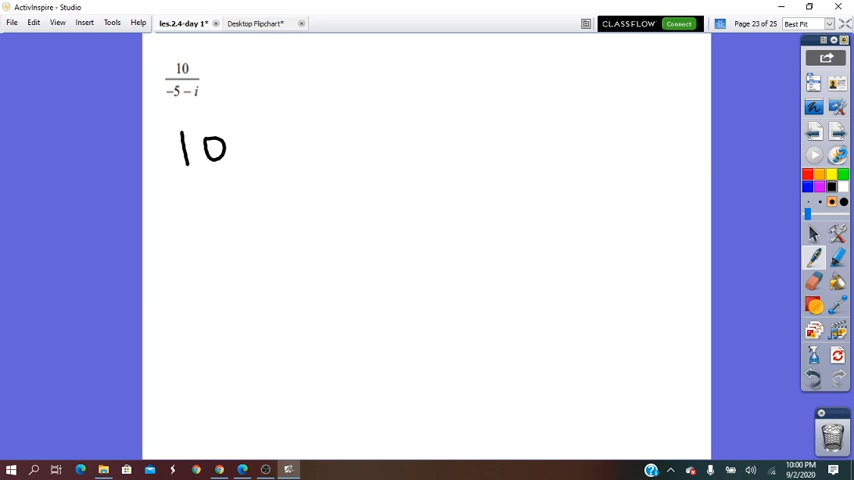 ActivInspire - Studio
File Edit View Insert Tools Help
les.2.4-day 1* Desktop Flipchart*
CLASSFLOW Connect
Page 23 of 25 Best Fit
10
−5 − i
10
10:00 PM
9/2/2020